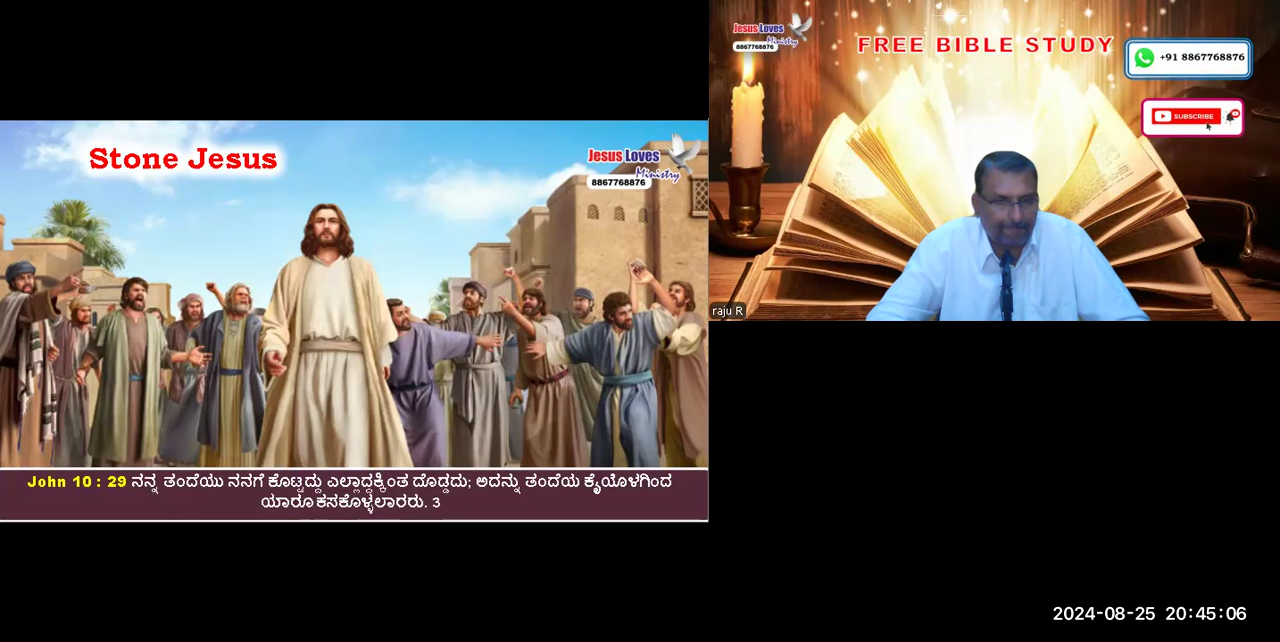 Stone Jesus
Jesus Loves
Ministry
8867768876
John 10 : 29 ನನ್ನ ತಂದೆಯು ನನಗೆ ಕೊಟ್ಟದ್ದು ಎಲ್ಲಾದ್ದಕ್ಕಿಂತ ದೊಡ್ಡದು; ಅದನ್ನು ತಂದೆಯ ಕೈಯೊಳಗಿಂದ
ಯಾರೂ ಕಸಕೊಳ್ಳಲಾರರು. 3
Jesus Loves
Ministry
8867768876
FREE BIBLE STUDY
+91 8867768876
SUBSCRIBE
raju R
2024-08-25 20:45:06